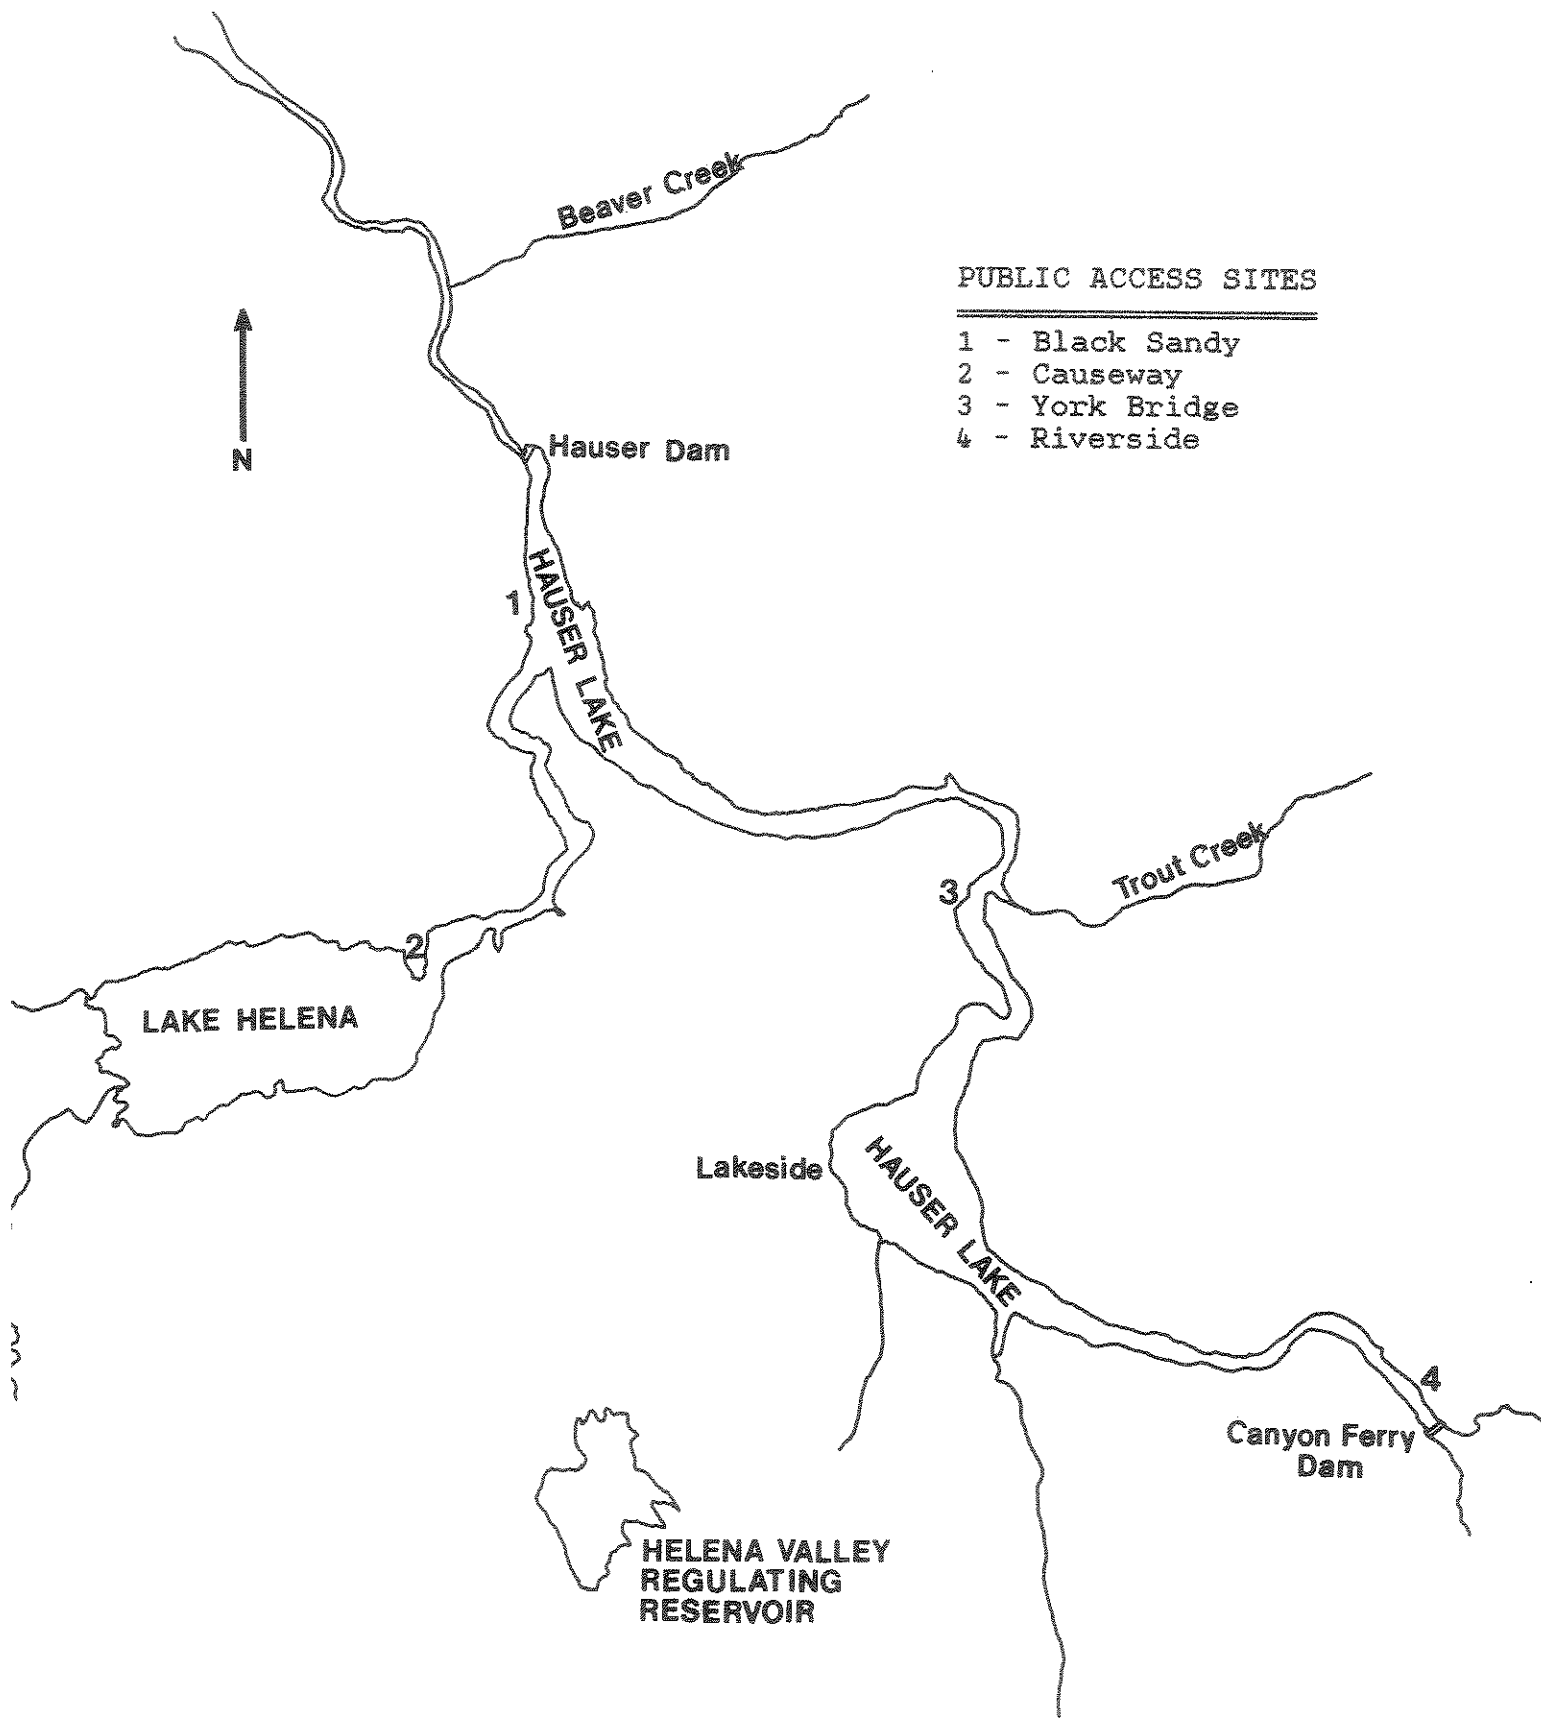 Beaver Creek
PUBLIC ACCESS SITES
1 - Black Sandy
2 - Causeway
3 - York Bridge
4 - Riverside
N
Hauser Dam
1
HAUSER LAKE
Trout Creek
3
2
LAKE HELENA
Lakeside
HAUSER LAKE
4
Canyon Ferry
Dam
HELENA VALLEY
REGULATING
RESERVOIR